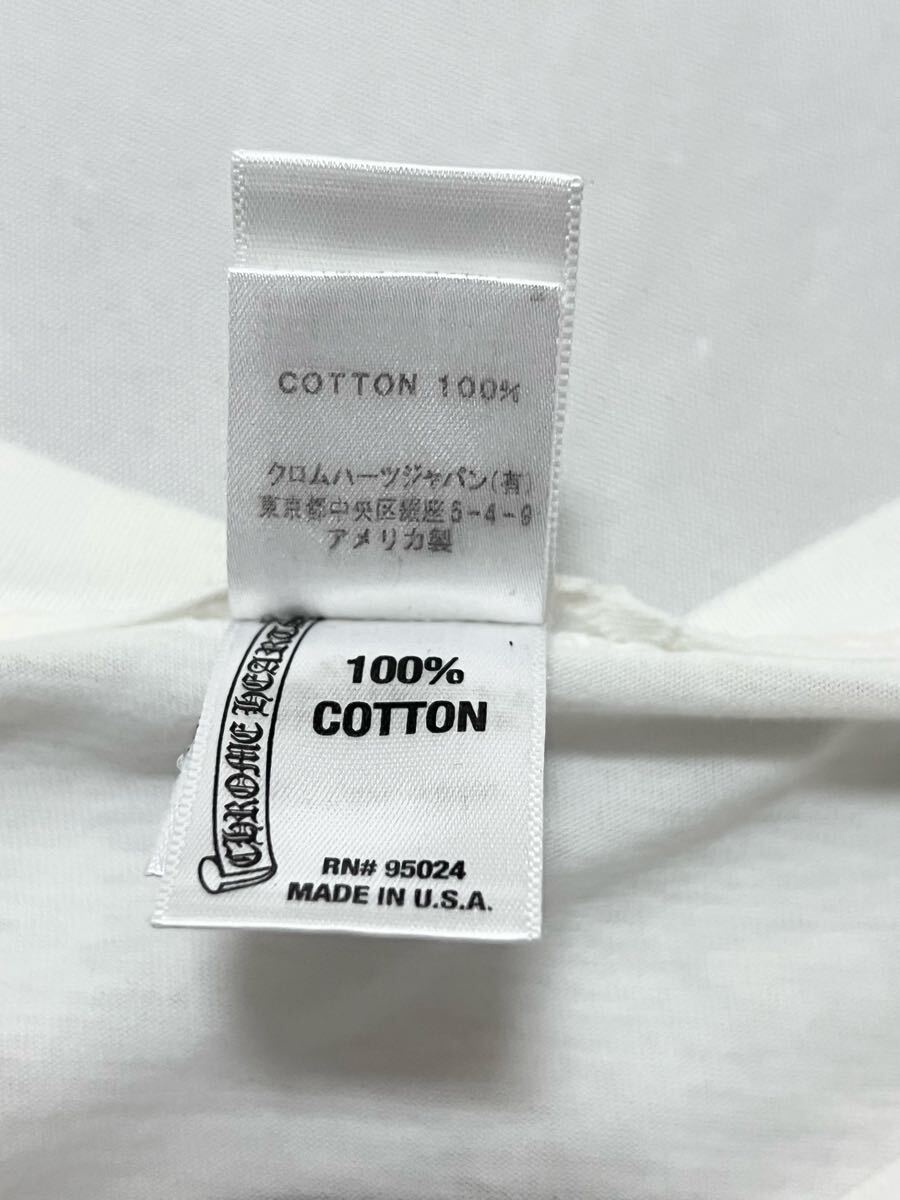 COTTON 100%
クロムハーツジャパン(有)
東京都中央区銀座6-4-9
アメリカ製
CHROME HEARTS
100%
COTTON
RN# 95024
MADE IN U.S.A.